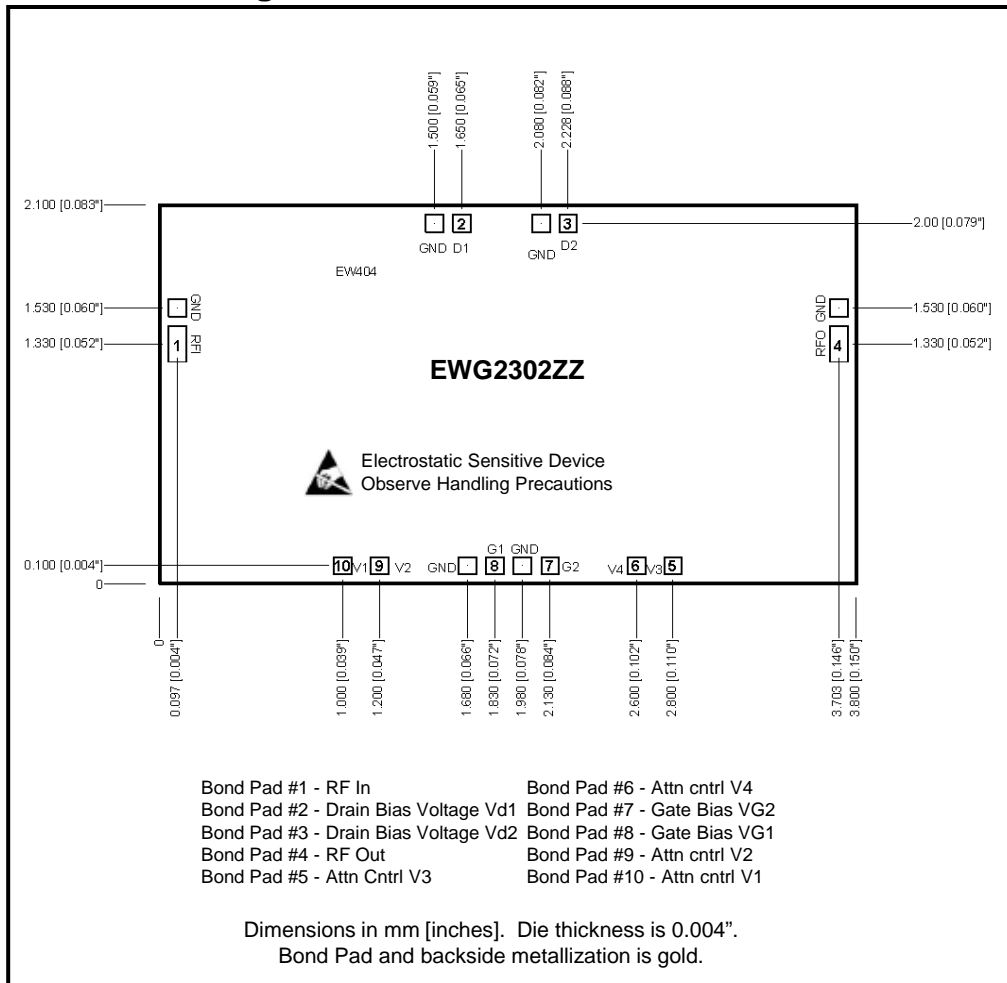 1.500 [0.059"]
1.650 [0.065"]
2.080 [0.082"]
2.228 [0.088"]
2.100 [0.083"]
2
3
2.00 [0.079"]
GND D1
GND
D2
EW404
1.530 [0.060"]
GND
GND
1.530 [0.060"]
1.330 [0.052"]
1
RFI
RFO
4
1.330 [0.052"]
EWG2302ZZ
Electrostatic Sensitive Device
Observe Handling Precautions
G1 GND
0.100 [0.004"]
10 V1 9 V2 GND 8 7 G2 V4 6 V3 5
0
0
0.097 [0.004"]
1.000 [0.039"]
1.200 [0.047"]
1.680 [0.066"]
1.830 [0.072"]
1.980 [0.078"]
2.130 [0.084"]
2.600 [0.102"]
2.800 [0.110"]
3.703 [0.146"]
3.800 [0.150"]
Bond Pad #1 - RF In
Bond Pad #2 - Drain Bias Voltage Vd1
Bond Pad #3 - Drain Bias Voltage Vd2
Bond Pad #4 - RF Out
Bond Pad #5 - Attn Cntrl V3
Bond Pad #6 - Attn cntrl V4
Bond Pad #7 - Gate Bias VG2
Bond Pad #8 - Gate Bias VG1
Bond Pad #9 - Attn cntrl V2
Bond Pad #10 - Attn cntrl V1
Dimensions in mm [inches].  Die thickness is 0.004”.
Bond Pad and backside metallization is gold.